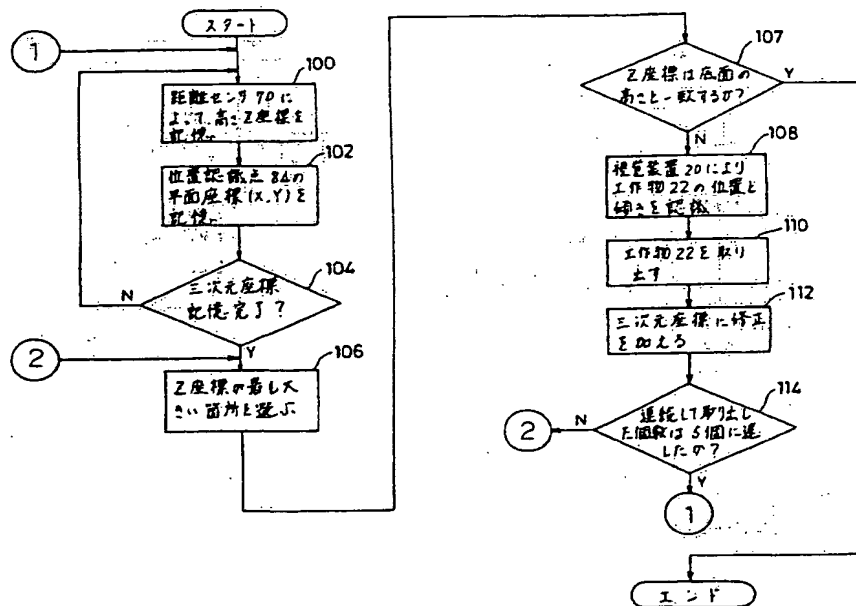 スタート
1
100
距離センサ70に
よって、高さZ座標を
記憶。
102
位置認識点84の
平面座標(X,Y)を
記憶。
104
三次元座標
記憶完了?
N
Y
2
106
Z座標の最も大
きい箇所を選ぶ
107
Z座標は底面の
高さと一致するか?
Y
N
108
視覚装置20により
工作物22の位置と
傾きを認識
110
工作物22を取り
出す
112
三次元座標に修正
を加える
114
連続して取り出し
た個数は5個に達
したか?
N
2
Y
1
エンド